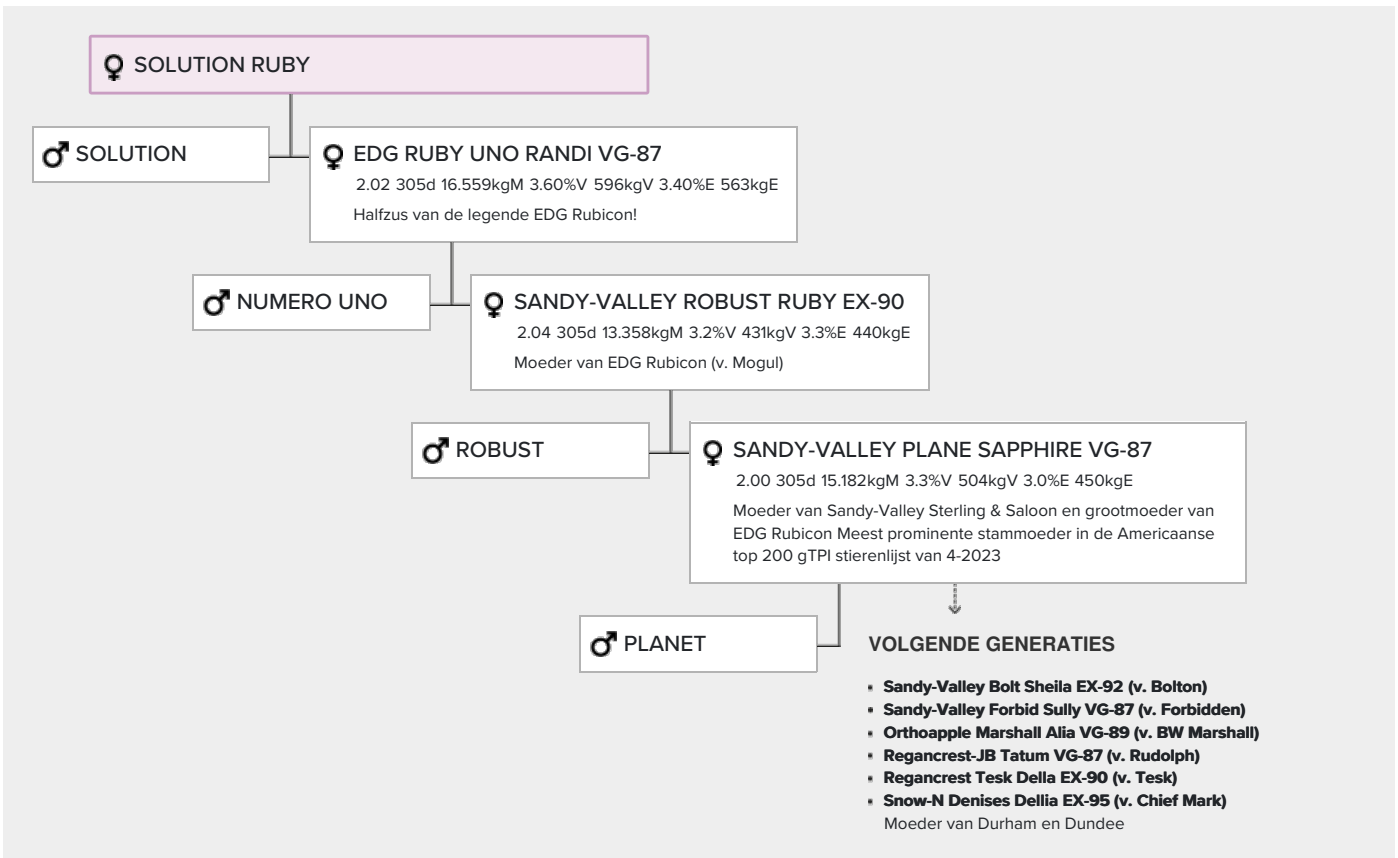 SOLUTION RUBY
SOLUTION
EDG RUBY UNO RANDI VG-87
2.02 305d 16.559kgM 3.60%V 596kgV 3.40%E 563kgE
Halfzus van de legende EDG Rubicon!
NUMERO UNO
SANDY-VALLEY ROBUST RUBY EX-90
2.04 305d 13.358kgM 3.2%V 431kgV 3.3%E 440kgE
Moeder van EDG Rubicon (v. Mogul)
ROBUST
SANDY-VALLEY PLANE SAPPHIRE VG-87
2.00 305d 15.182kgM 3.3%V 504kgV 3.0%E 450kgE
Moeder van Sandy-Valley Sterling & Saloon en grootmoeder van
EDG Rubicon Meest prominente stammoeder in de Americaanse
top 200 gTPI stierenlijst van 4-2023
PLANET
VOLGENDE GENERATIES
Sandy-Valley Bolt Sheila EX-92 (v. Bolton)
Sandy-Valley Forbid Sully VG-87 (v. Forbidden)
Orthoapple Marshall Alia VG-89 (v. BW Marshall)
Regancrest-JB Tatum VG-87 (v. Rudolph)
Regancrest Tesk Della EX-90 (v. Tesk)
Snow-N Denises Dellia EX-95 (v. Chief Mark)
Moeder van Durham en Dundee